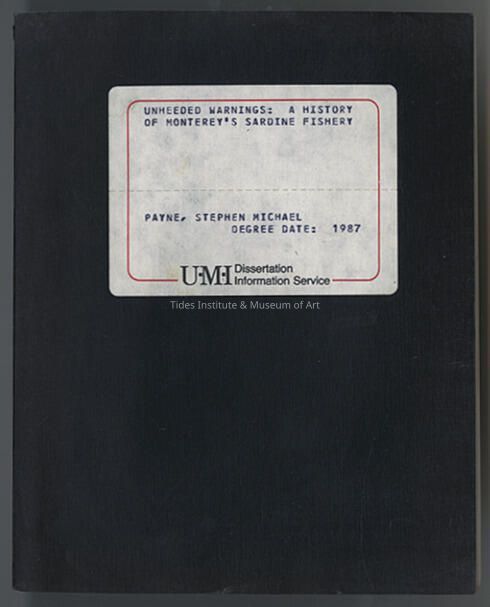 UNHEEDED WARNINGS: A HISTORY
OF MONTEREY'S SARDINE FISHERY
PAYNE, STEPHEN MICHAEL
DEGREE DATE: 1987
U·M·I Dissertation
Information Service
Tides Institute & Museum of Art